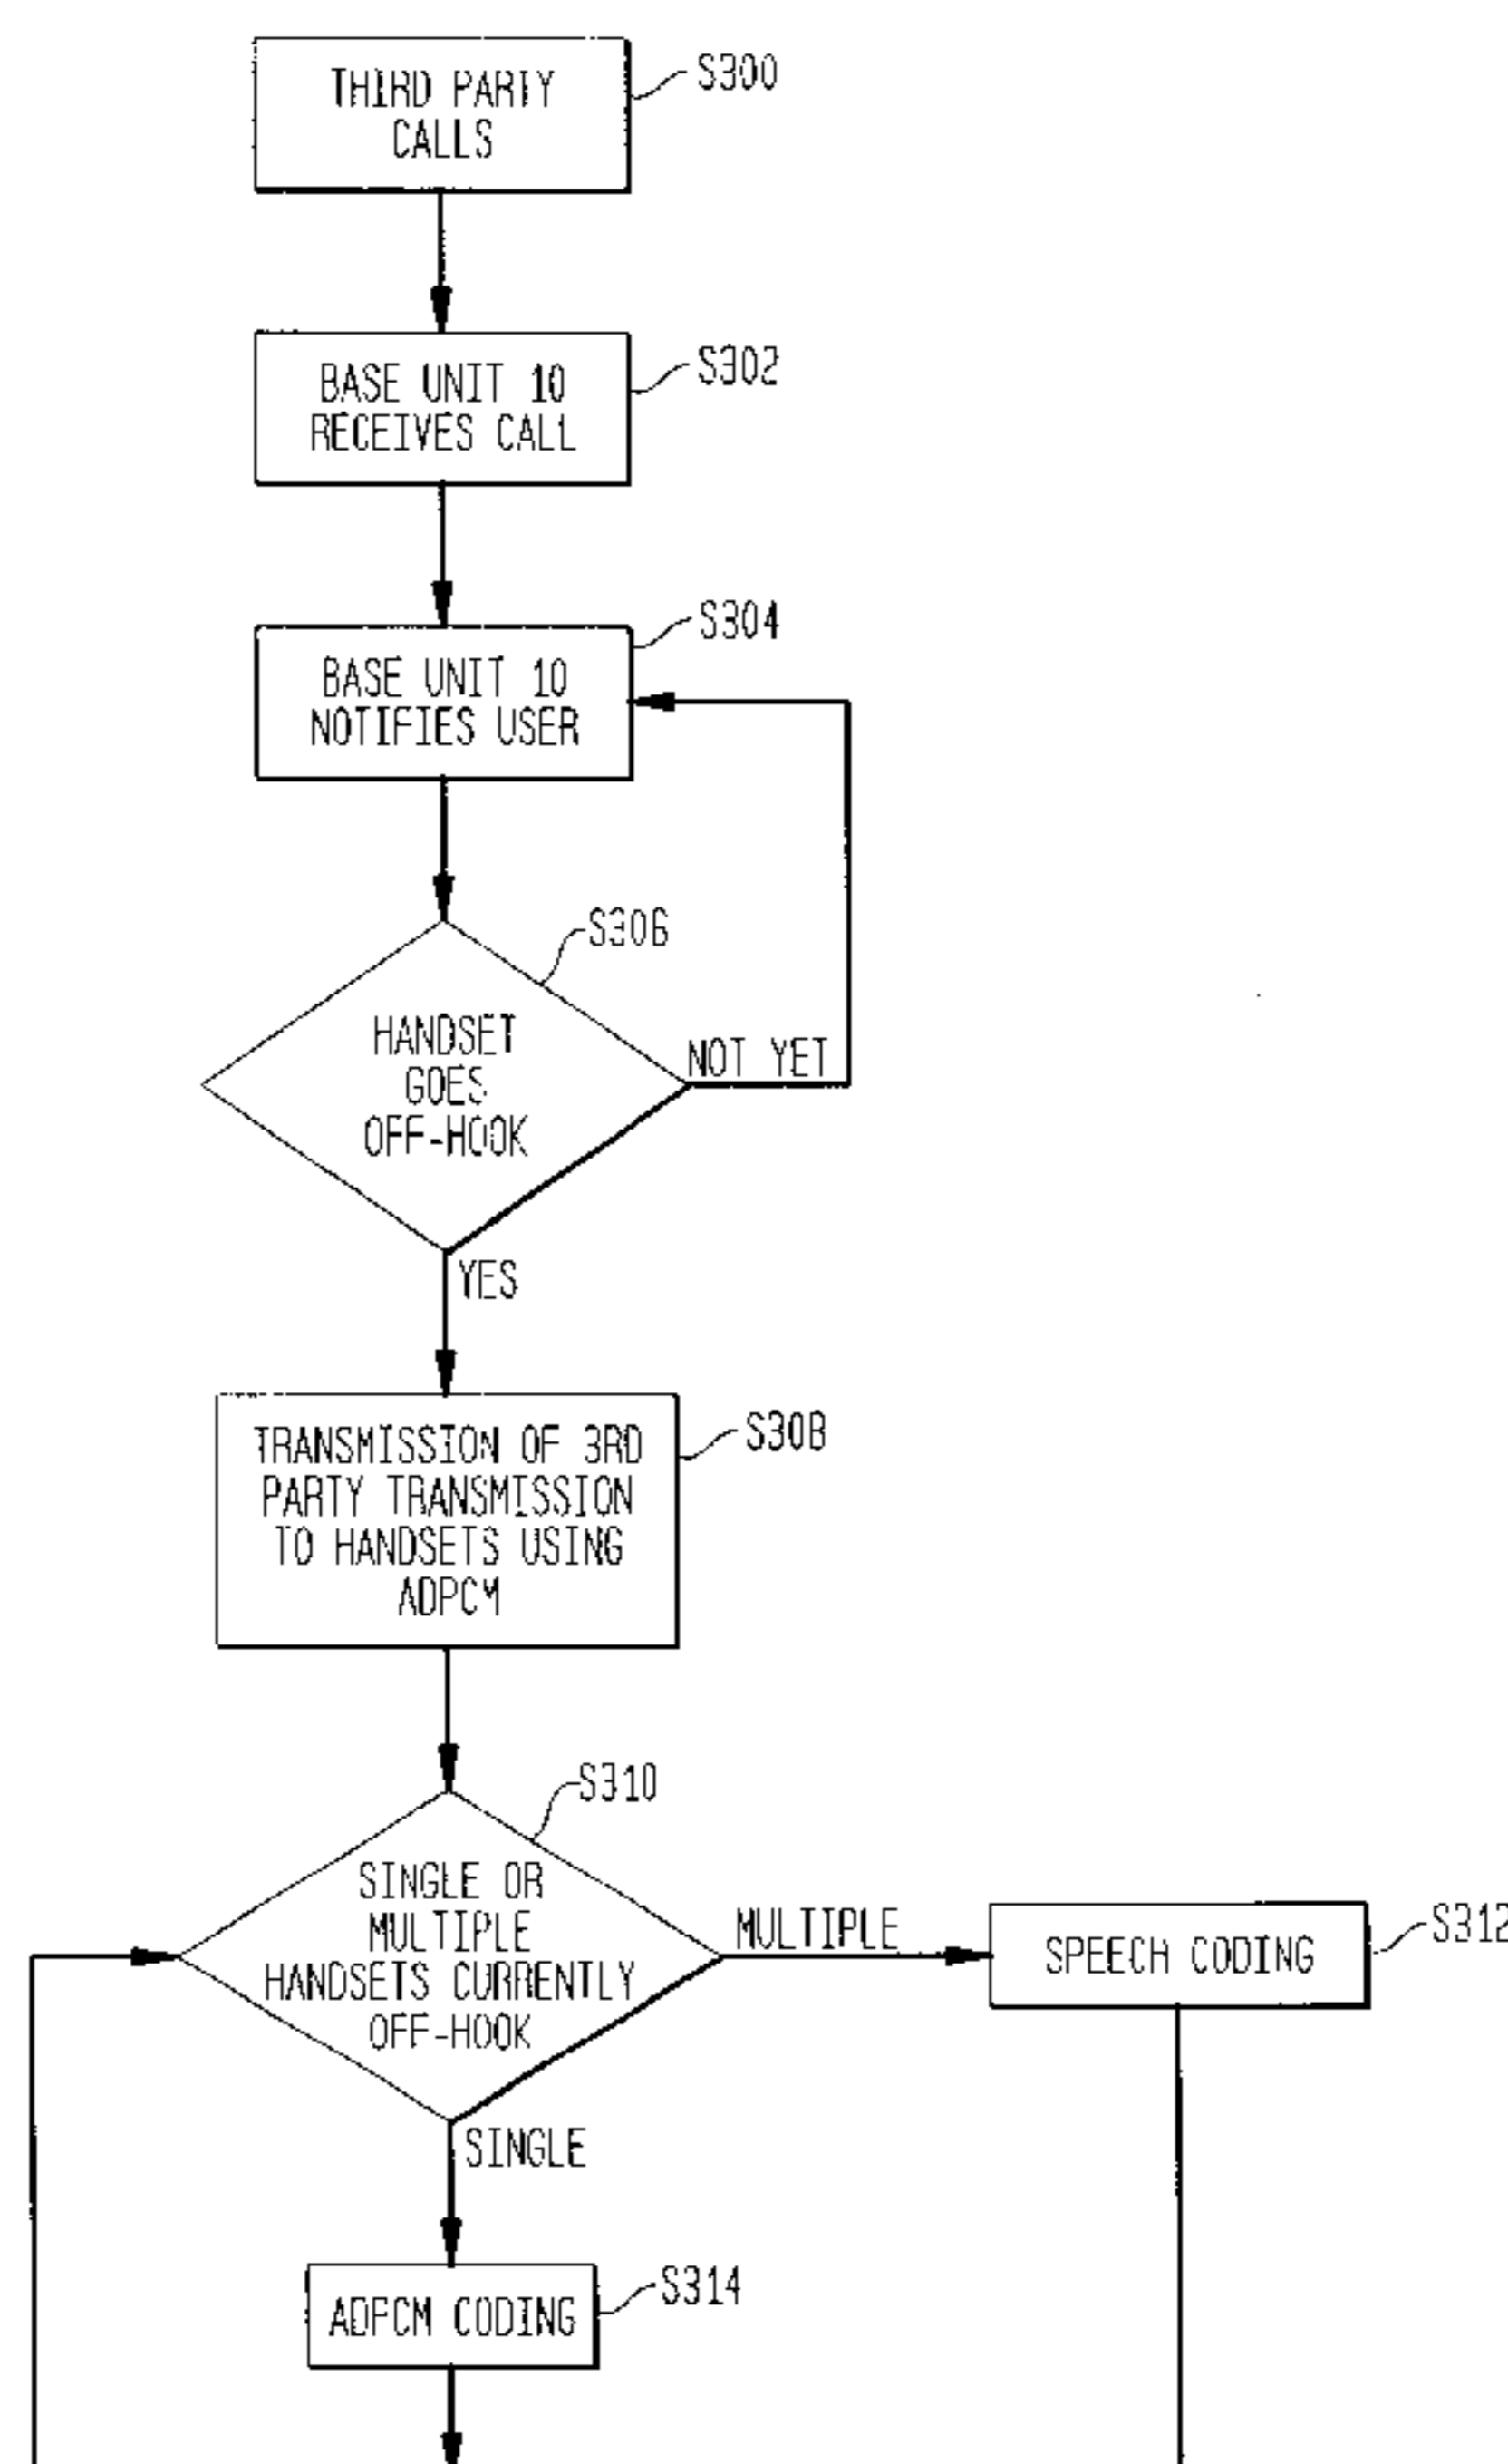 THIRD PARTY
CALLS
S300
BASE UNIT 10
RECEIVES CALL
S302
BASE UNIT 10
NOTIFIES USER
S304
HANDSET
GOES
OFF-HOOK
S306
NOT YET
YES
TRANSMISSION OF 3RD
PARTY TRANSMISSION
TO HANDSETS USING
ADPCM
S308
SINGLE OR
MULTIPLE
HANDSETS CURRENTLY
OFF-HOOK
S310
MULTIPLE
SPEECH CODING
S312
SINGLE
ADPCM CODING
S314